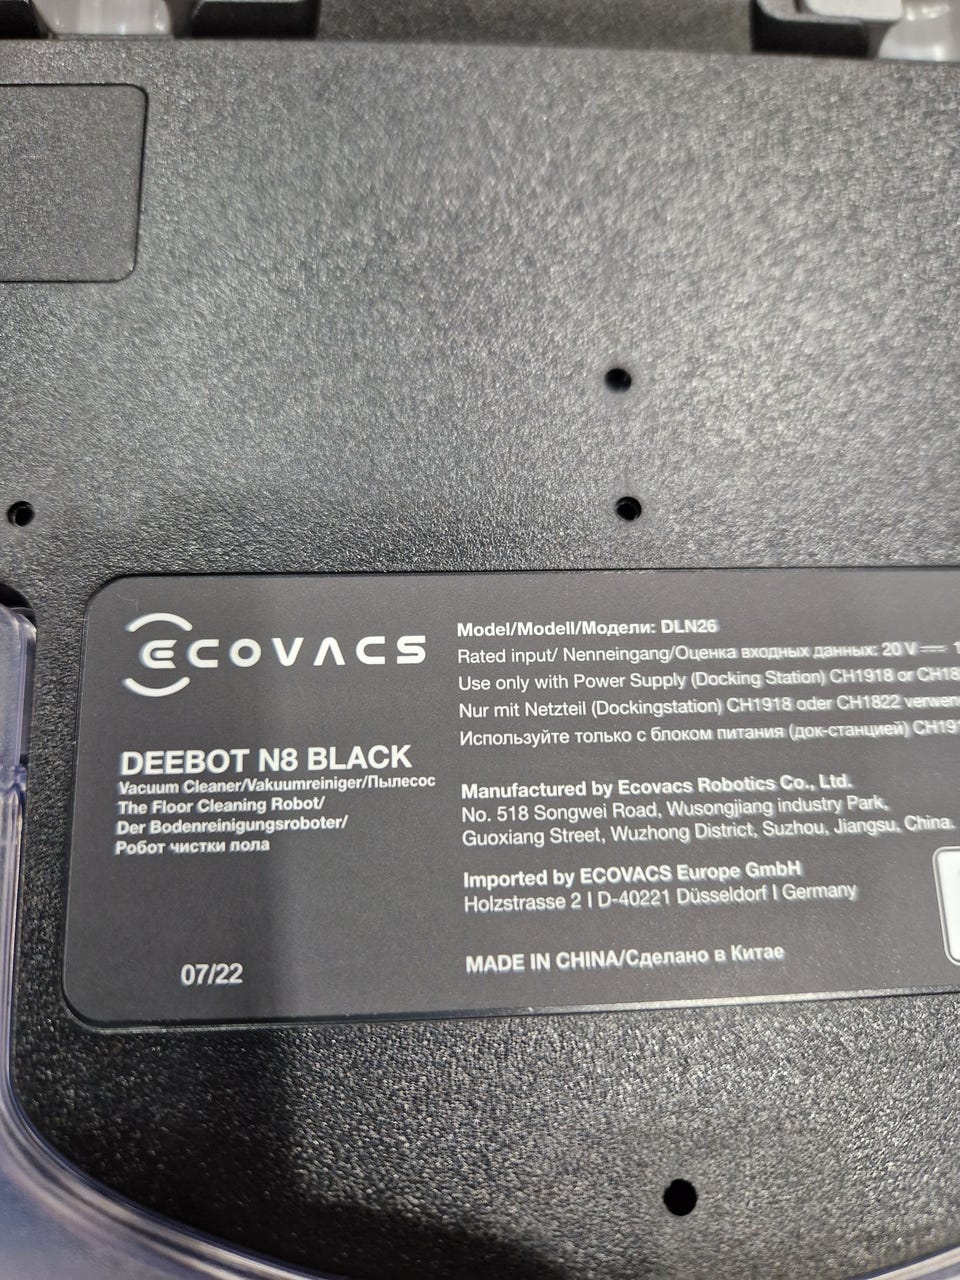 ECOVACS
DEEBOT N8 BLACK
Vacuum Cleaner/Vakuumreiniger/Пылесос
The Floor Cleaning Robot/
Der Bodenreinigungsroboter/
Робот чистки пола
07/22
Model/Modell/Модели: DLN26
Rated input/ Nenneingang/Оценка входных данных: 20 V ⎓ 1
Use only with Power Supply (Docking Station) CH1918 or CH18
Nur mit Netzteil (Dockingstation) CH1918 oder CH1822 verwen
Используйте только с блоком питания (док-станцией) CH191
Manufactured by Ecovacs Robotics Co., Ltd.
No. 518 Songwei Road, Wusongjiang industry Park,
Guoxiang Street, Wuzhong District, Suzhou, Jiangsu, China.
Imported by ECOVACS Europe GmbH
Holzstrasse 2 I D-40221 Düsseldorf I Germany
MADE IN CHINA/Сделано в Китае